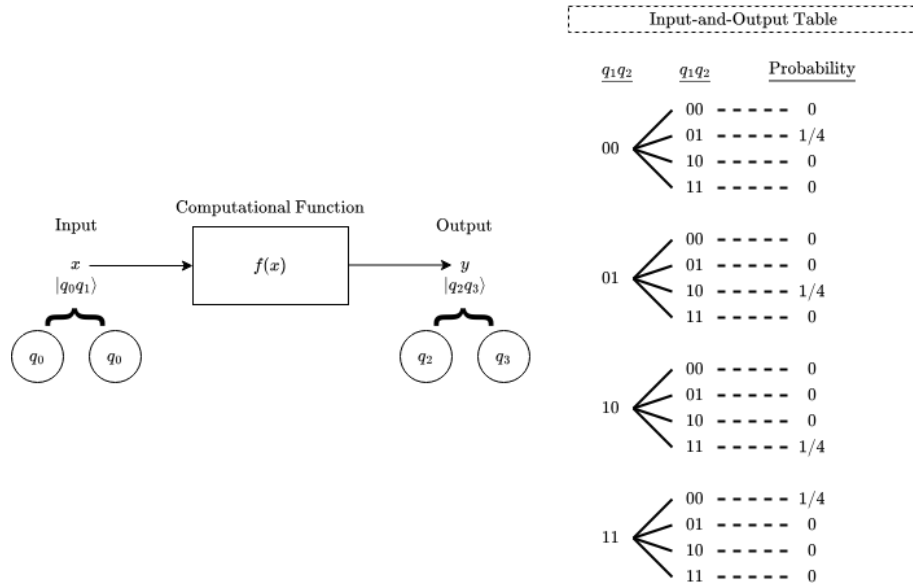 Input-and-Output Table
q₁q₂ q₁q₂ Probability
00
00 0
01 1/4
10 0
11 0
01
00 0
01 0
10 1/4
11 0
10
00 0
01 0
10 0
11 1/4
11
00 1/4
01 0
10 0
11 0
Computational Function
Input
Output
x f(x) y
|q₀q₁⟩ |q₂q₃⟩
q₀ q₀ q₂ q₃